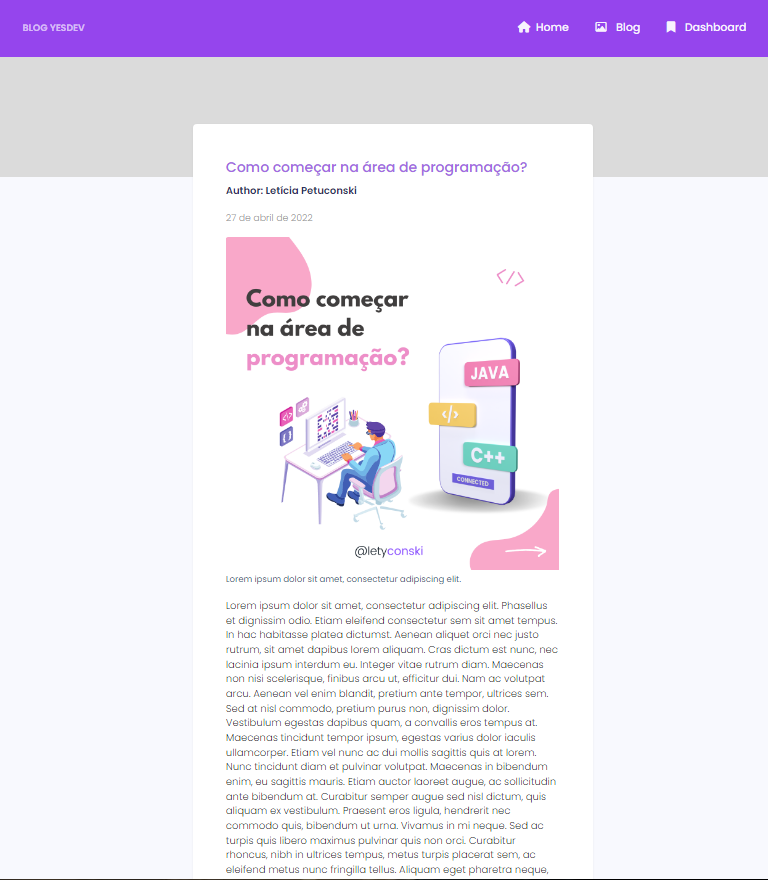 BLOG YESDEV
Home
Blog
Dashboard
Como começar na área de programação?
Author: Letícia Petuconski
27 de abril de 2022
</>
Como começar
na área de
programação?
JAVA
</>
C++
CONNECTED
@letyconski
Lorem ipsum dolor sit amet, consectetur adipiscing elit.
Lorem ipsum dolor sit amet, consectetur adipiscing elit. Phasellus
et dignissim odio. Etiam eleifend consectetur sem sit amet tempus.
In hac habitasse platea dictumst. Aenean aliquet orci nec justo
rutrum, sit amet dapibus lorem aliquam. Cras dictum est nunc, nec
lacinia ipsum interdum eu. Integer vitae rutrum diam. Maecenas
non nisi scelerisque, finibus arcu ut, efficitur dui. Nam ac volutpat
arcu. Aenean vel enim blandit, pretium ante tempor, ultrices sem.
Sed at nisl commodo, pretium purus non, dignissim dolor.
Vestibulum egestas dapibus quam, a convallis eros tempus at.
Maecenas tincidunt tempor ipsum, egestas varius dolor iaculis
ullamcorper. Etiam vel nunc ac dui mollis sagittis quis at lorem.
Nunc tincidunt diam et pulvinar volutpat. Maecenas in bibendum
enim, eu sagittis mauris. Etiam auctor laoreet augue, ac sollicitudin
ante bibendum at. Curabitur semper augue sed nisl dictum, quis
aliquam ex vestibulum. Praesent eros ligula, hendrerit nec
commodo quis, bibendum ut urna. Vivamus in mi neque. Sed ac
turpis quis libero maximus pulvinar quis non orci. Curabitur
rhoncus, nibh in ultrices tempus, metus turpis placerat sem, ac
eleifend metus nunc fringilla tellus. Aliquam eget pharetra neque,